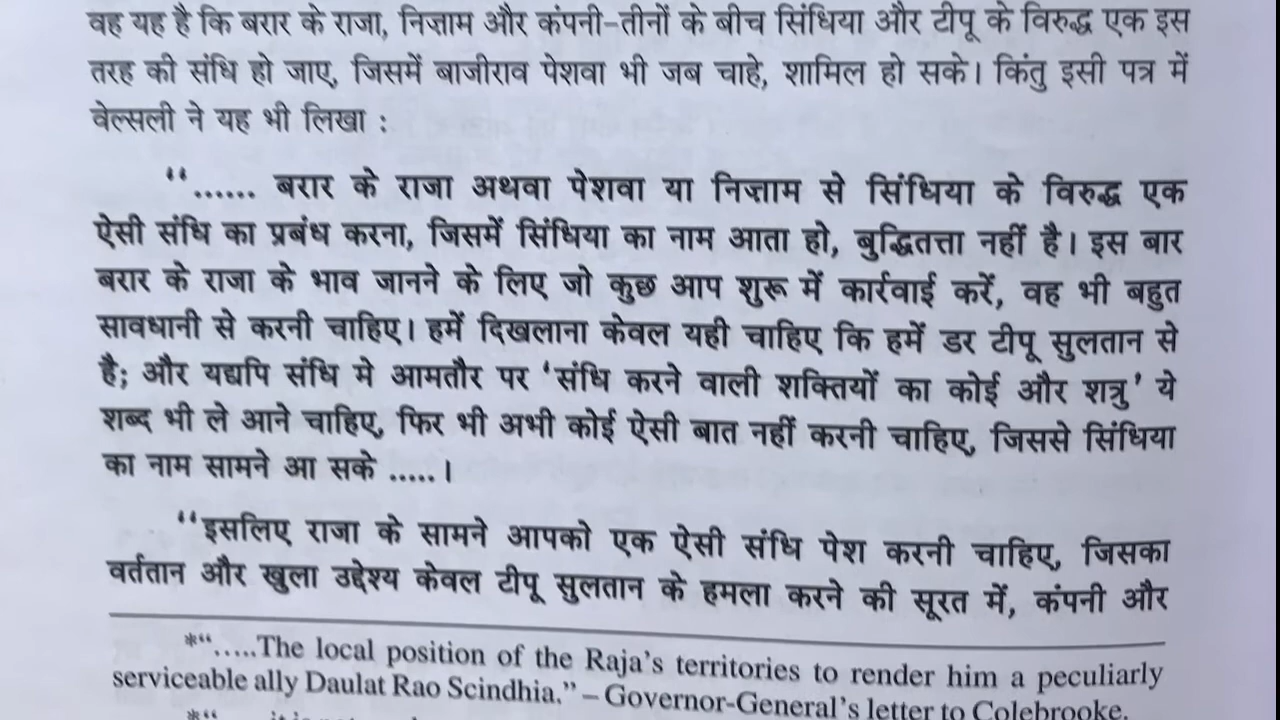 वह यह है कि बरार के राजा, निज़ाम और कंपनी–तीनों के बीच सिंधिया और टीपू के विरुद्ध एक इस
तरह की संधि हो जाए, जिसमें बाजीराव पेशवा भी जब चाहे, शामिल हो सके। किंतु इसी पत्र में
वेल्सली ने यह भी लिखा :
“...... बरार के राजा अथवा पेशवा या निज़ाम से सिंधिया के विरुद्ध एक
ऐसी संधि का प्रबंध करना, जिसमें सिंधिया का नाम आता हो, बुद्धितत्ता नहीं है। इस बार
बरार के राजा के भाव जानने के लिए जो कुछ आप शुरू में कार्रवाई करें, वह भी बहुत
सावधानी से करनी चाहिए। हमें दिखलाना केवल यही चाहिए कि हमें डर टीपू सुलतान से
है; और यद्यपि संधि मे आमतौर पर ‘संधि करने वाली शक्तियों का कोई और शत्रु’ ये
शब्द भी ले आने चाहिए, फिर भी अभी कोई ऐसी बात नहीं करनी चाहिए, जिससे सिंधिया
का नाम सामने आ सके .....।
“इसलिए राजा के सामने आपको एक ऐसी संधि पेश करनी चाहिए, जिसका
वर्ततान और खुला उद्देश्य केवल टीपू सुलतान के हमला करने की सूरत में, कंपनी और
*“.....The local position of the Raja’s territories to render him a peculiarly
serviceable ally Daulat Rao Scindhia.” – Governor-General’s letter to Colebrooke.